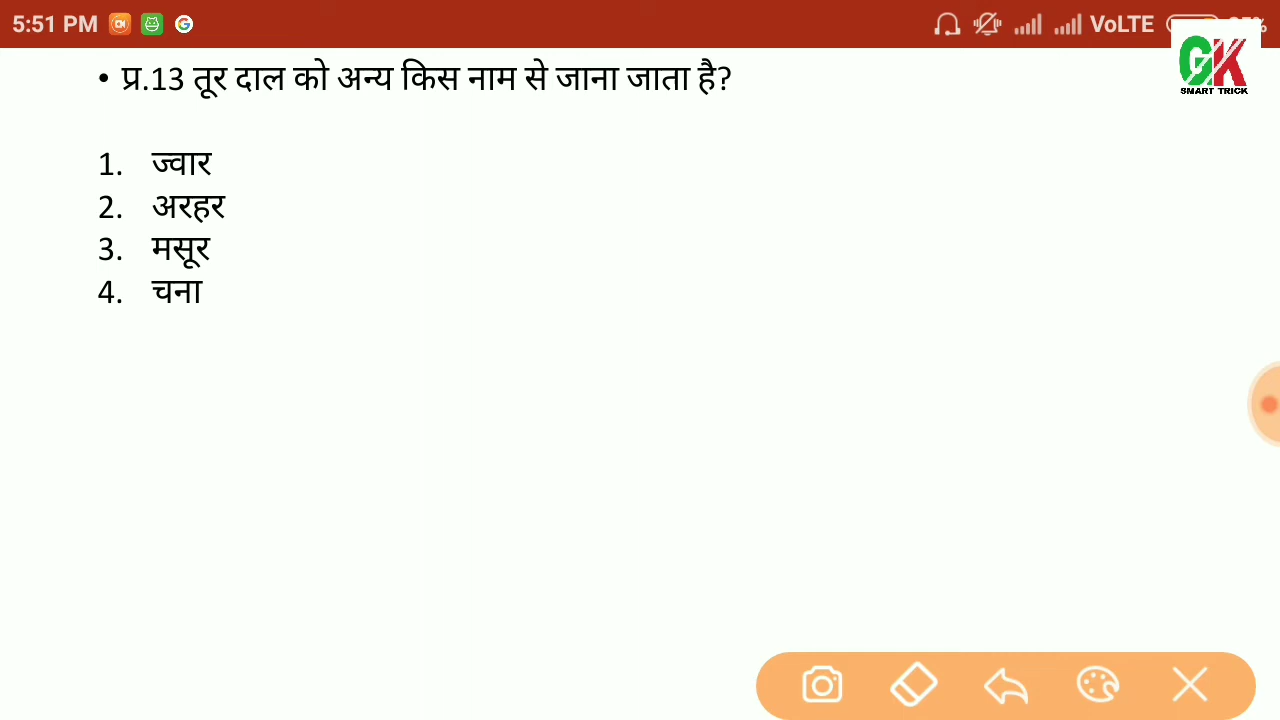 5:51 PM
VoLTE
GK
SMART TRICK
• प्र.13 तूर दाल को अन्य किस नाम से जाना जाता है?
1. ज्वार
2. अरहर
3. मसूर
4. चना